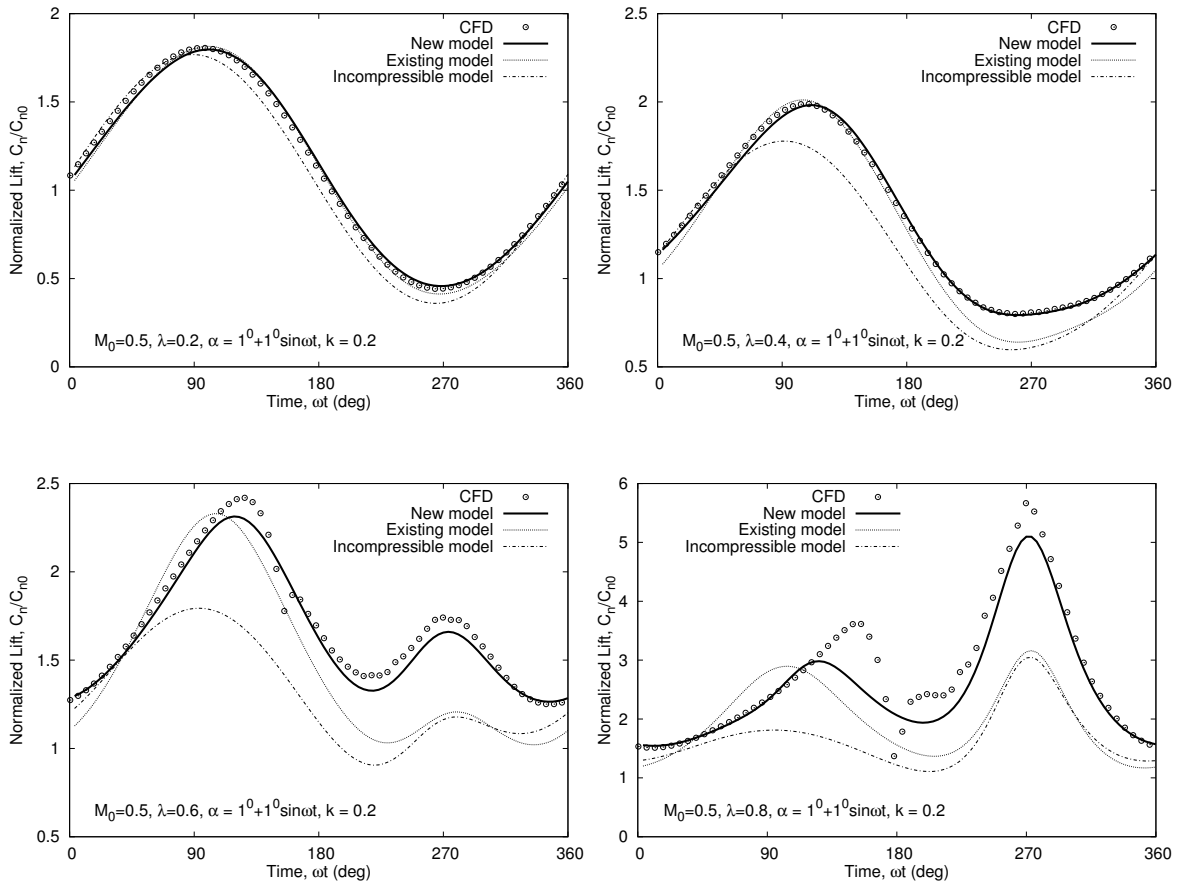 2
1.5
1
0.5
0
Normalized Lift, Cn/Cn0
CFD
New model
Existing model
Incompressible model
M0=0.5, λ=0.2, α = 1⁰+1⁰sinωt, k = 0.2
0 90 180 270 360
Time, ωt (deg)
2.5
2
1.5
1
0.5
Normalized Lift, Cn/Cn0
CFD
New model
Existing model
Incompressible model
M0=0.5, λ=0.4, α = 1⁰+1⁰sinωt, k = 0.2
0 90 180 270 360
Time, ωt (deg)
2.5
2
1.5
1
0.5
Normalized Lift, Cn/Cn0
CFD
New model
Existing model
Incompressible model
M0=0.5, λ=0.6, α = 1⁰+1⁰sinωt, k = 0.2
0 90 180 270 360
Time, ωt (deg)
6
5
4
3
2
1
0
Normalized Lift, Cn/Cn0
CFD
New model
Existing model
Incompressible model
M0=0.5, λ=0.8, α = 1⁰+1⁰sinωt, k = 0.2
0 90 180 270 360
Time, ωt (deg)